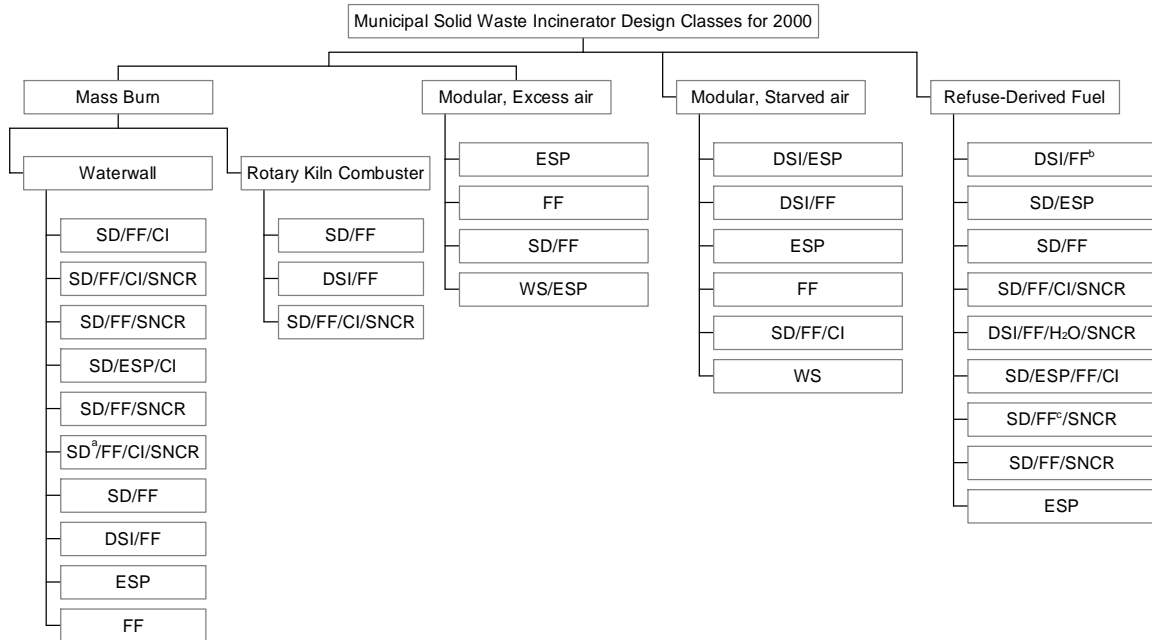 Municipal Solid Waste Incinerator Design Classes for 2000
Mass Burn
Waterwall
SD/FF/CI
SD/FF/CI/SNCR
SD/FF/SNCR
SD/ESP/CI
SD/FF/SNCR
SDᵃ/FF/CI/SNCR
SD/FF
DSI/FF
ESP
FF
Rotary Kiln Combuster
SD/FF
DSI/FF
SD/FF/CI/SNCR
Modular, Excess air
ESP
FF
SD/FF
WS/ESP
Modular, Starved air
DSI/ESP
DSI/FF
ESP
FF
SD/FF/CI
WS
Refuse-Derived Fuel
DSI/FFᵇ
SD/ESP
SD/FF
SD/FF/CI/SNCR
DSI/FF/H₂O/SNCR
SD/ESP/FF/CI
SD/FFᶜ/SNCR
SD/FF/SNCR
ESP